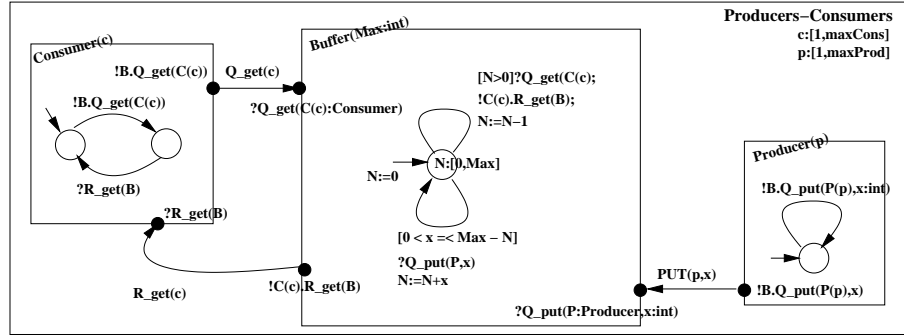 Producers−Consumers
c:[1,maxCons]
p:[1,maxProd]
Consumer(c)
!B.Q_get(C(c))
Q_get(c)
!B.Q_get(C(c))
?R_get(B)
?R_get(B)
R_get(c)
Buffer(Max:int)
?Q_get(C(c):Consumer)
[N>0]?Q_get(C(c);
!C(c).R_get(B);
N:=N−1
N:[0,Max]
N:=0
[0 < x =< Max − N]
?Q_put(P,x)
N:=N+x
!C(c).R_get(B)
?Q_put(P:Producer,x:int)
PUT(p,x)
Producer(p)
!B.Q_put(P(p),x:int)
!B.Q_put(P(p),x)